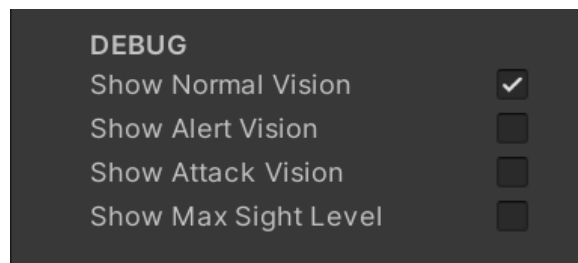 DEBUG
Show Normal Vision
Show Alert Vision
Show Attack Vision
Show Max Sight Level